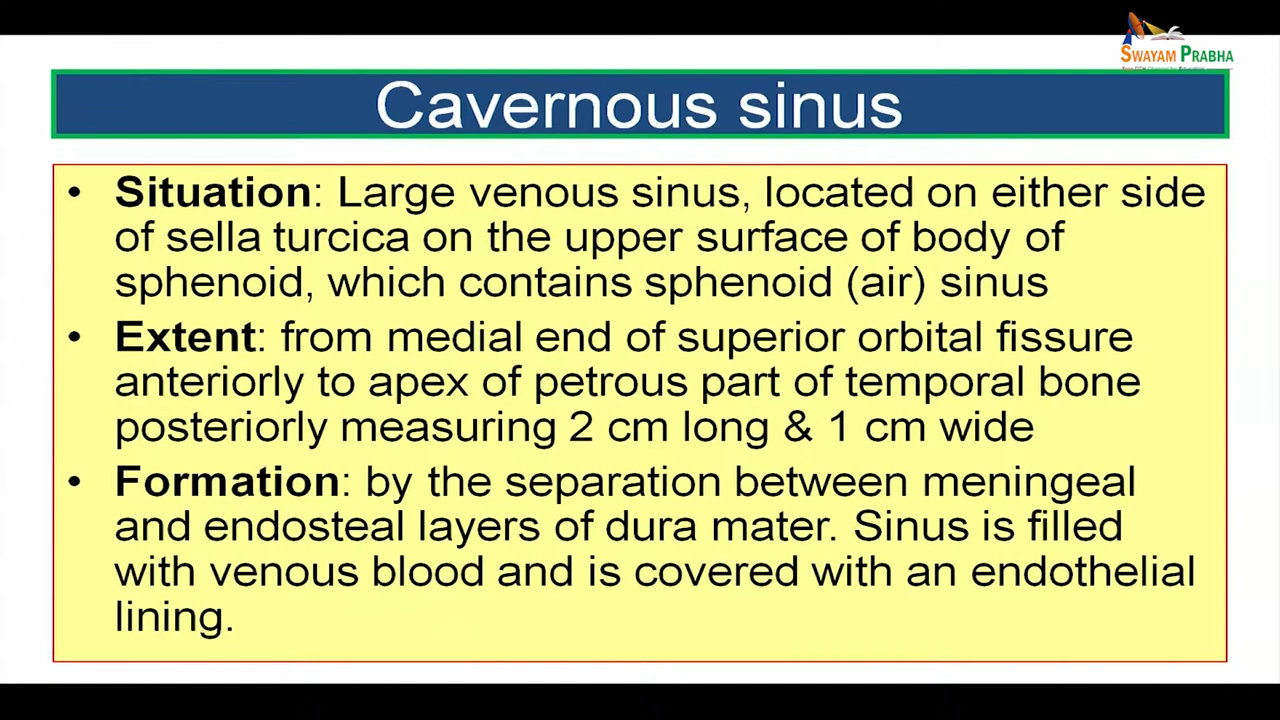 SWAYAM PRABHA
Cavernous sinus
• Situation: Large venous sinus, located on either side
of sella turcica on the upper surface of body of
sphenoid, which contains sphenoid (air) sinus
• Extent: from medial end of superior orbital fissure
anteriorly to apex of petrous part of temporal bone
posteriorly measuring 2 cm long & 1 cm wide
• Formation: by the separation between meningeal
and endosteal layers of dura mater. Sinus is filled
with venous blood and is covered with an endothelial
lining.